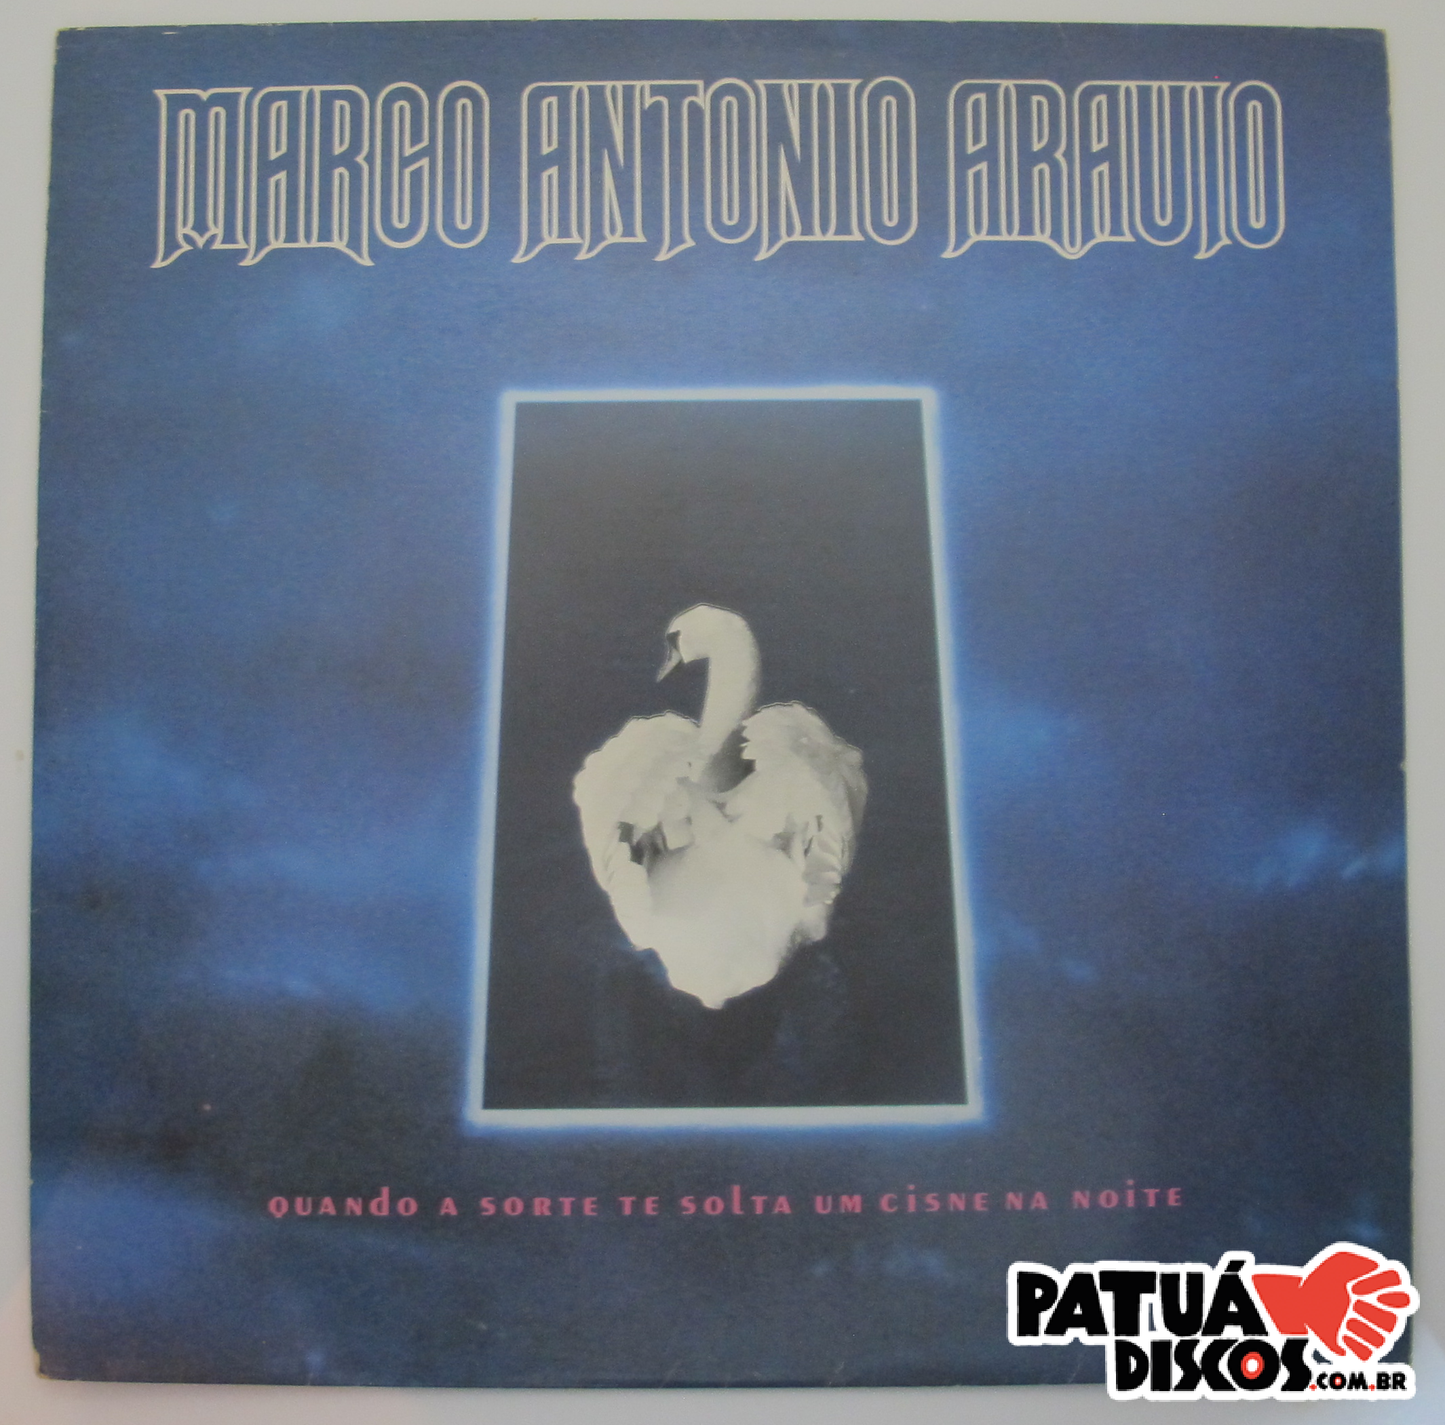 MARCO ANTONIO ARAUJO
QUANdO A SORTE TE SOlTA UM CiSNE NA NOiTE
PATUÁ
DISCOS.COM.BR